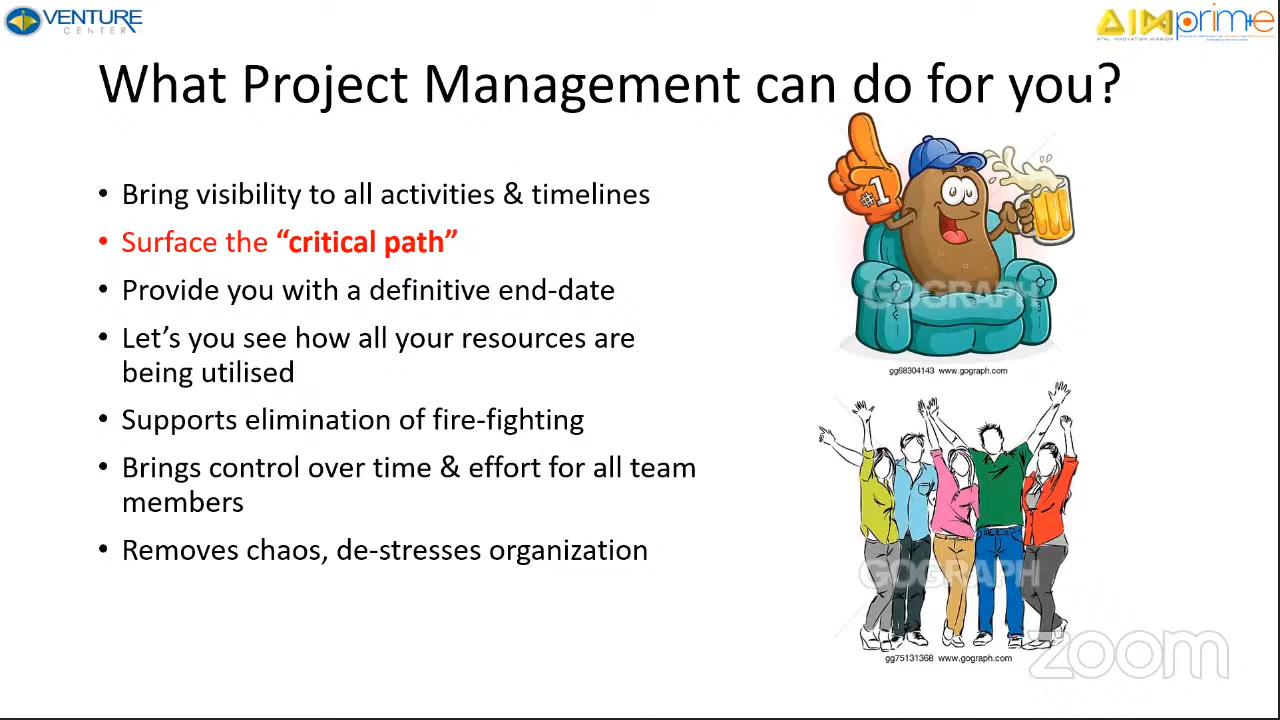 VENTURE
CENTER
AIM
prime
ATAL INNOVATION MISSION
What Project Management can do for you?
• Bring visibility to all activities & timelines
• Surface the “critical path”
• Provide you with a definitive end-date
• Let’s you see how all your resources are
being utilised
• Supports elimination of fire-fighting
• Brings control over time & effort for all team
members
• Removes chaos, de-stresses organization
#1
GOGRAPH
gg68304143 www.gograph.com
GOGRAPH
gg75131368 www.gograph.com
zoom